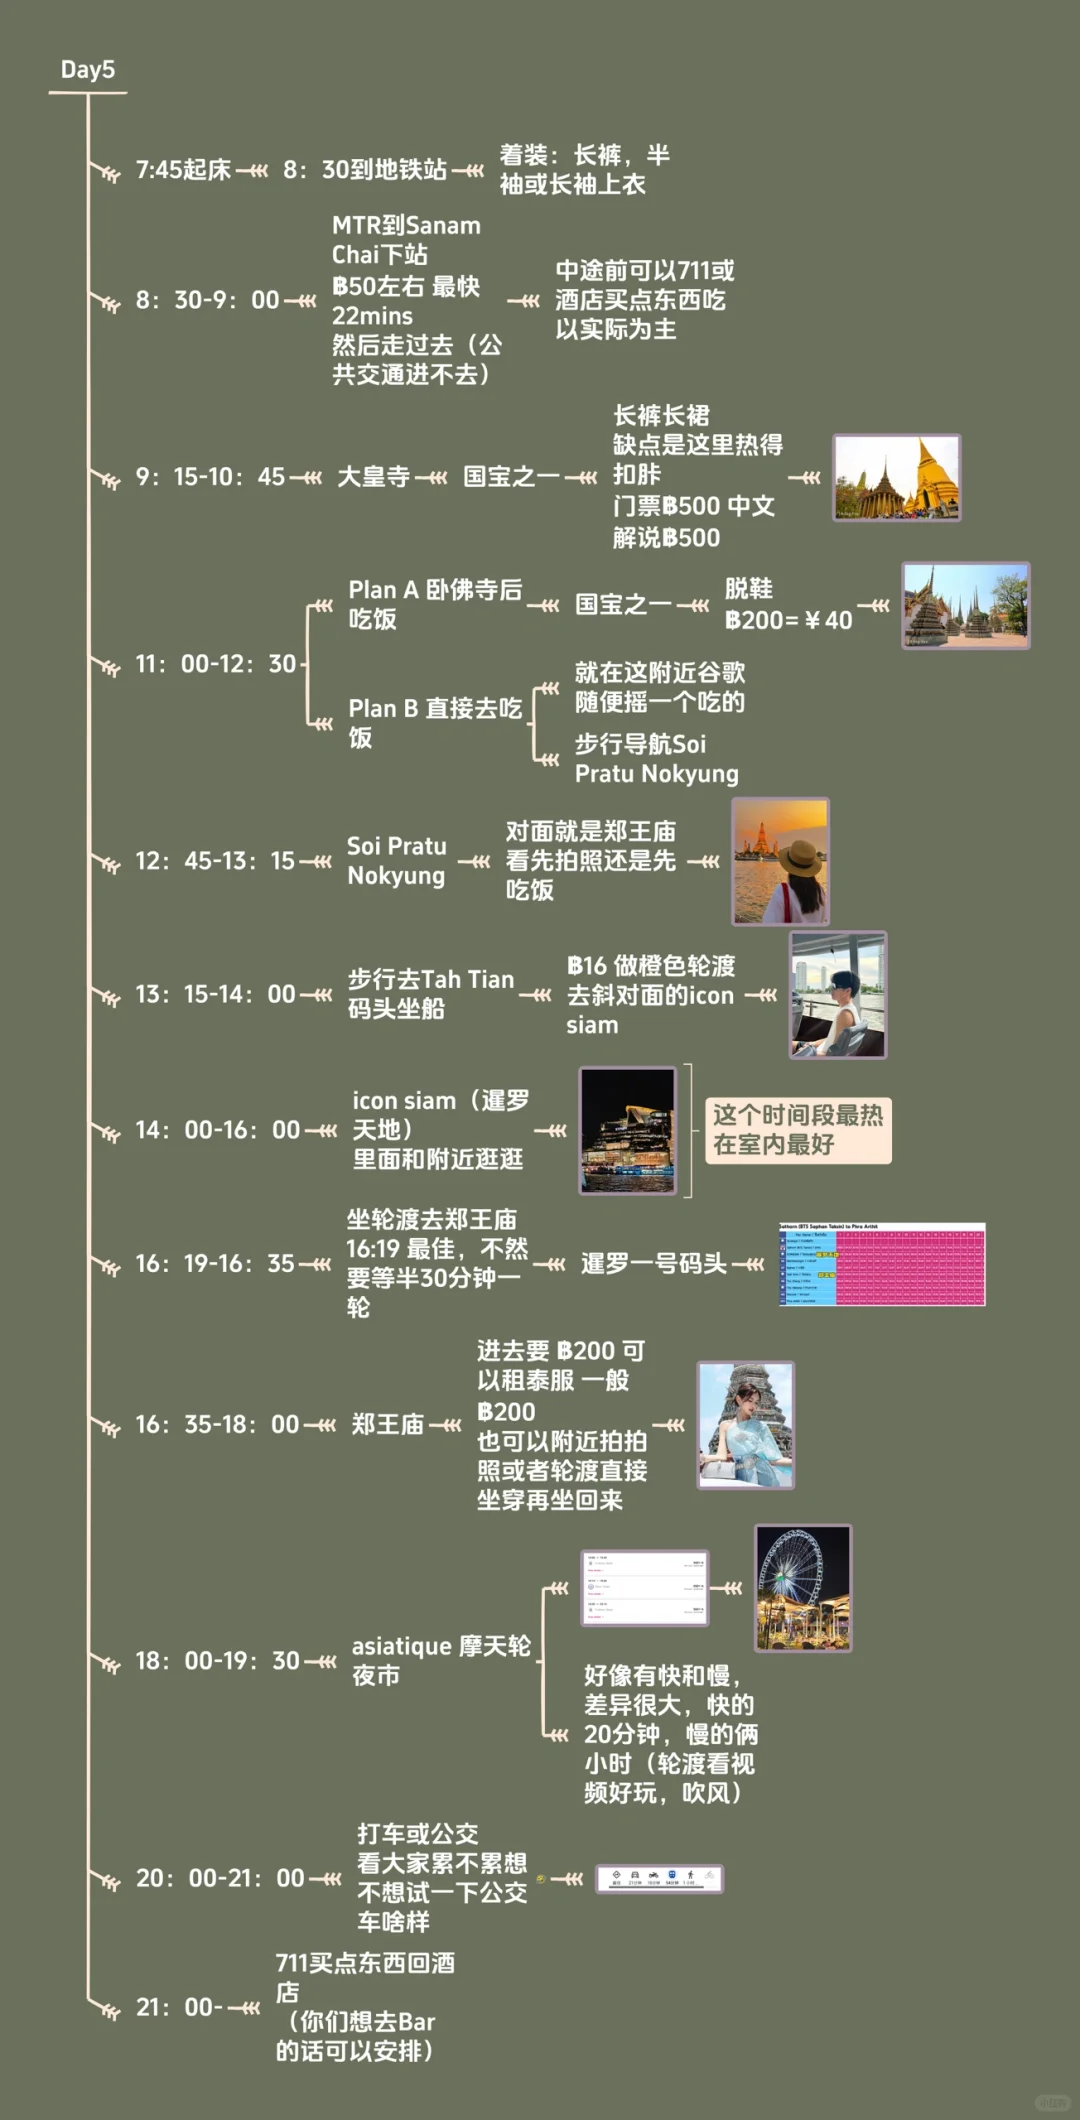 Day5
7:45起床
8：30到地铁站
着装：长裤，半
袖或长袖上衣
8：30-9：00
MTR到Sanam
Chai下站
฿50左右 最快
22mins
然后走过去（公
共交通进不去）
中途前可以711或
酒店买点东西吃
以实际为主
9：15-10：45
大皇寺
国宝之一
长裤长裙
缺点是这里热得
扣胩
门票฿500 中文
解说฿500
11：00-12：30
Plan A 卧佛寺后
吃饭
国宝之一
脱鞋
฿200=￥40
Plan B 直接去吃
饭
就在这附近谷歌
随便摇一个吃的
步行导航Soi
Pratu Nokyung
12：45-13：15
Soi Pratu
Nokyung
对面就是郑王庙
看先拍照还是先
吃饭
13：15-14：00
步行去Tah Tian
码头坐船
฿16 做橙色轮渡
去斜对面的icon
siam
14：00-16：00
icon siam（暹罗
天地）
里面和附近逛逛
这个时间段最热
在室内最好
16：19-16：35
坐轮渡去郑王庙
16:19 最佳，不然
要等半30分钟一
轮
暹罗一号码头
16：35-18：00
郑王庙
进去要 ฿200 可
以租泰服 一般
฿200
也可以附近拍拍
照或者轮渡直接
坐穿再坐回来
18：00-19：30
asiatique 摩天轮
夜市
好像有快和慢，
差异很大，快的
20分钟，慢的俩
小时（轮渡看视
频好玩，吹风）
20：00-21：00
打车或公交
看大家累不累想
不想试一下公交
车啥样
21：00-
711买点东西回酒
店
（你们想去Bar
的话可以安排）
小红书